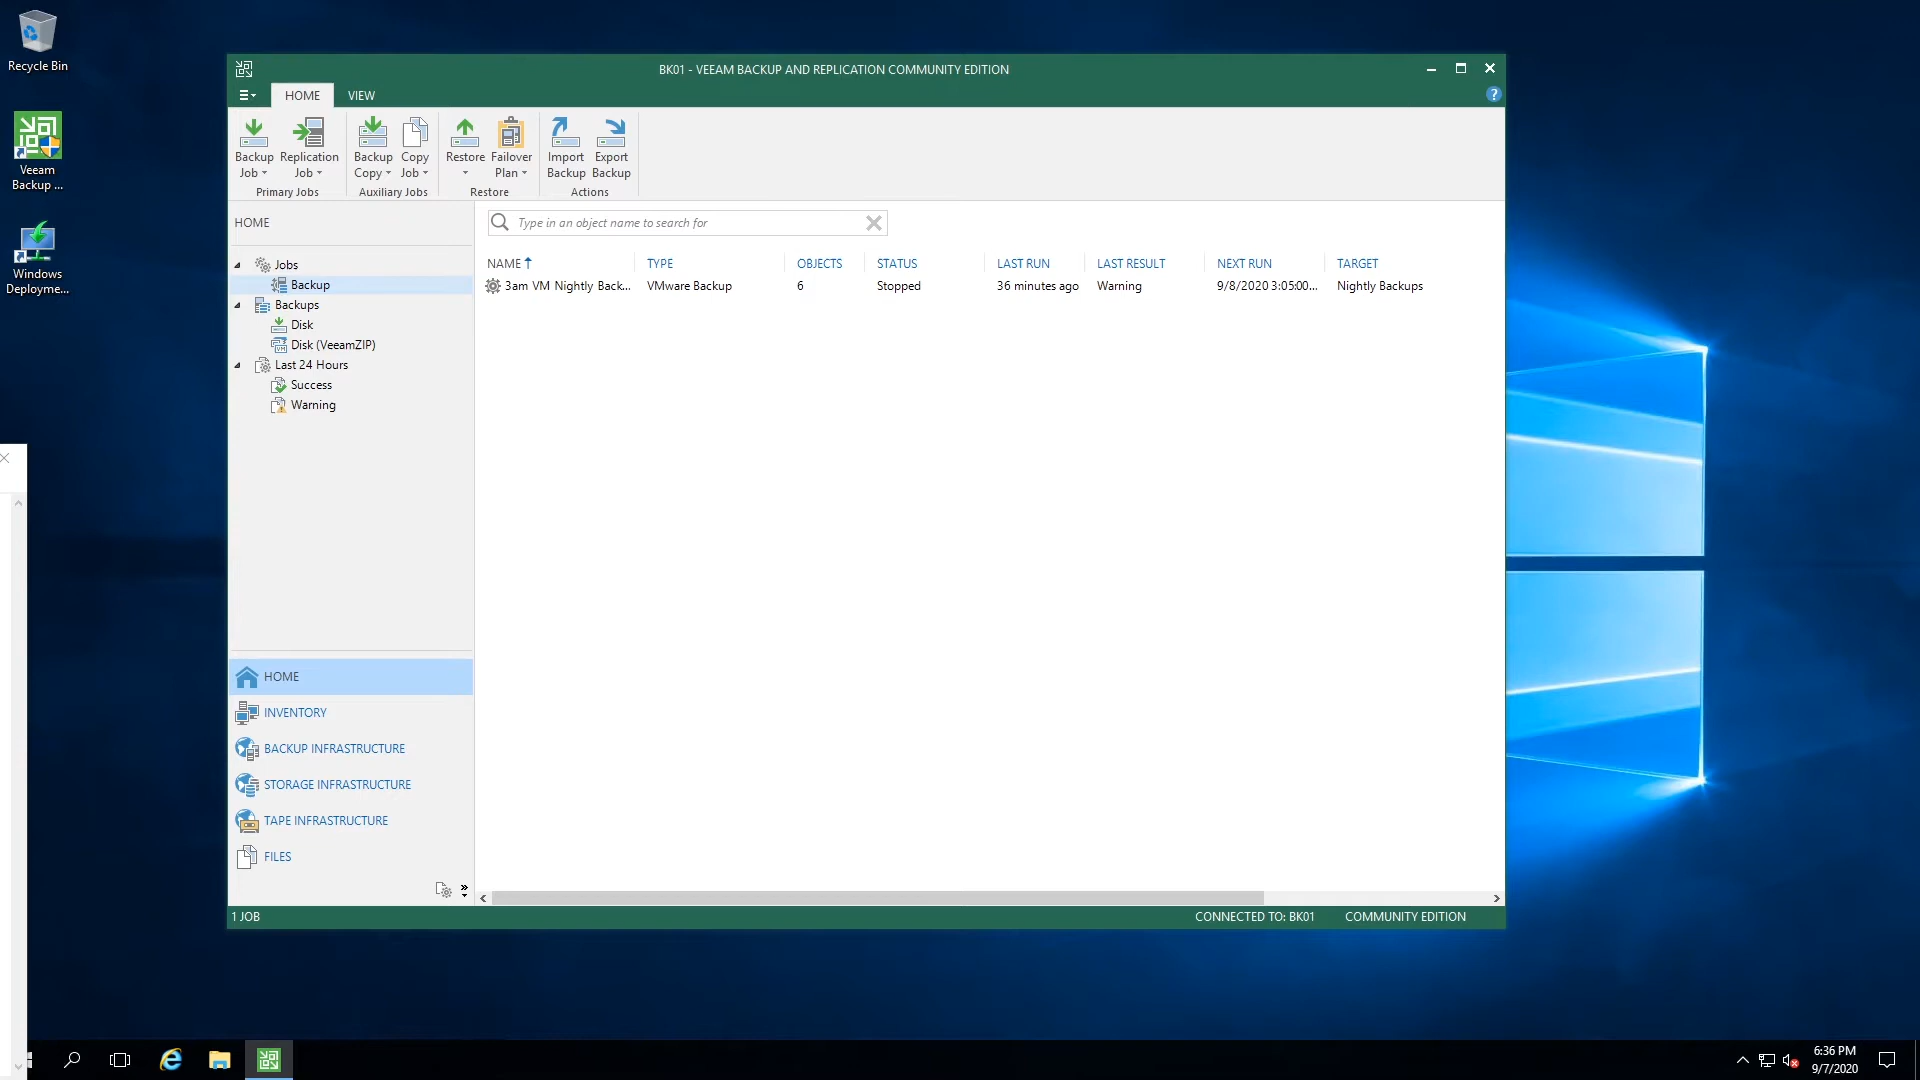 Recycle Bin
Veeam
Backup ...
Windows
Deployme...
BK01 - VEEAM BACKUP AND REPLICATION COMMUNITY EDITION
HOME
VIEW
?
Backup
Job
Replication
Job
Primary Jobs
Backup
Copy
Copy
Job
Auxiliary Jobs
Restore
Failover
Plan
Restore
Import
Backup
Export
Backup
Actions
HOME
Type in an object name to search for
Jobs
Backup
Backups
Disk
Disk (VeeamZIP)
Last 24 Hours
Success
Warning
NAME TYPE OBJECTS STATUS LAST RUN LAST RESULT NEXT RUN TARGET
3am VM Nightly Back... VMware Backup 6 Stopped 36 minutes ago Warning 9/8/2020 3:05:00... Nightly Backups
HOME
INVENTORY
BACKUP INFRASTRUCTURE
STORAGE INFRASTRUCTURE
TAPE INFRASTRUCTURE
FILES
1 JOB
CONNECTED TO: BK01
COMMUNITY EDITION
6:36 PM
9/7/2020